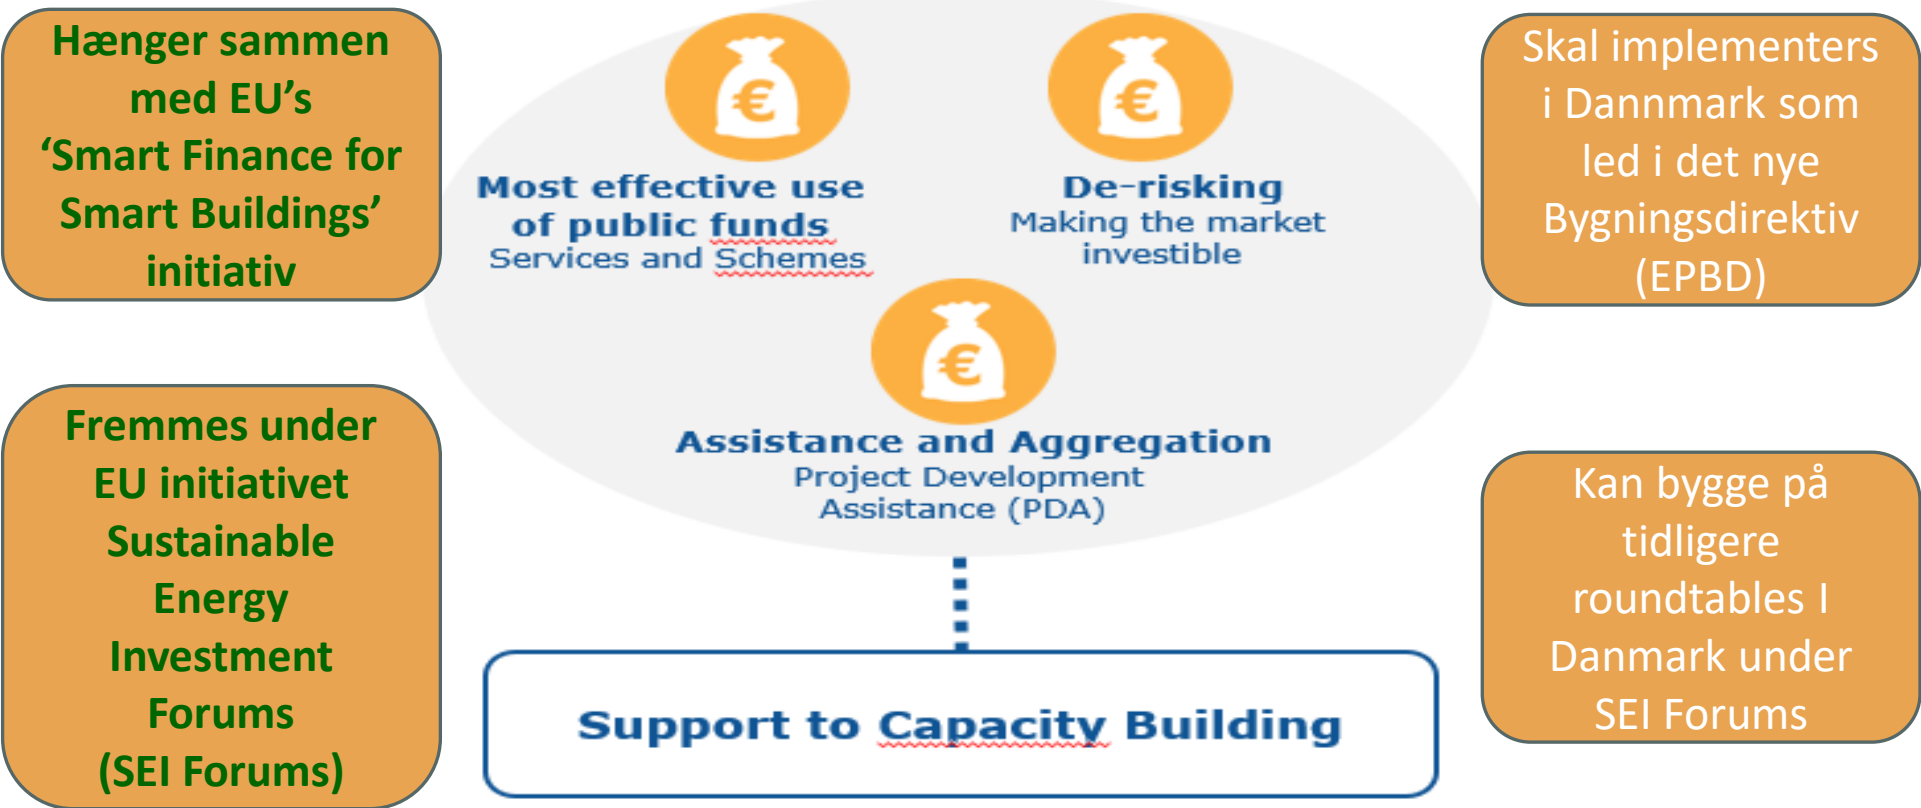 Hænger sammen
med EU’s
‘Smart Finance for
Smart Buildings’
initiativ
Fremmes under
EU initiativet
Sustainable
Energy
Investment
Forums
(SEI Forums)
€
€
Most effective use
of public funds
Services and Schemes
De-risking
Making the market
investible
€
Assistance and Aggregation
Project Development
Assistance (PDA)
Support to Capacity Building
Skal implementers
i Dannmark som
led i det nye
Bygningsdirektiv
(EPBD)
Kan bygge på
tidligere
roundtables I
Danmark under
SEI Forums